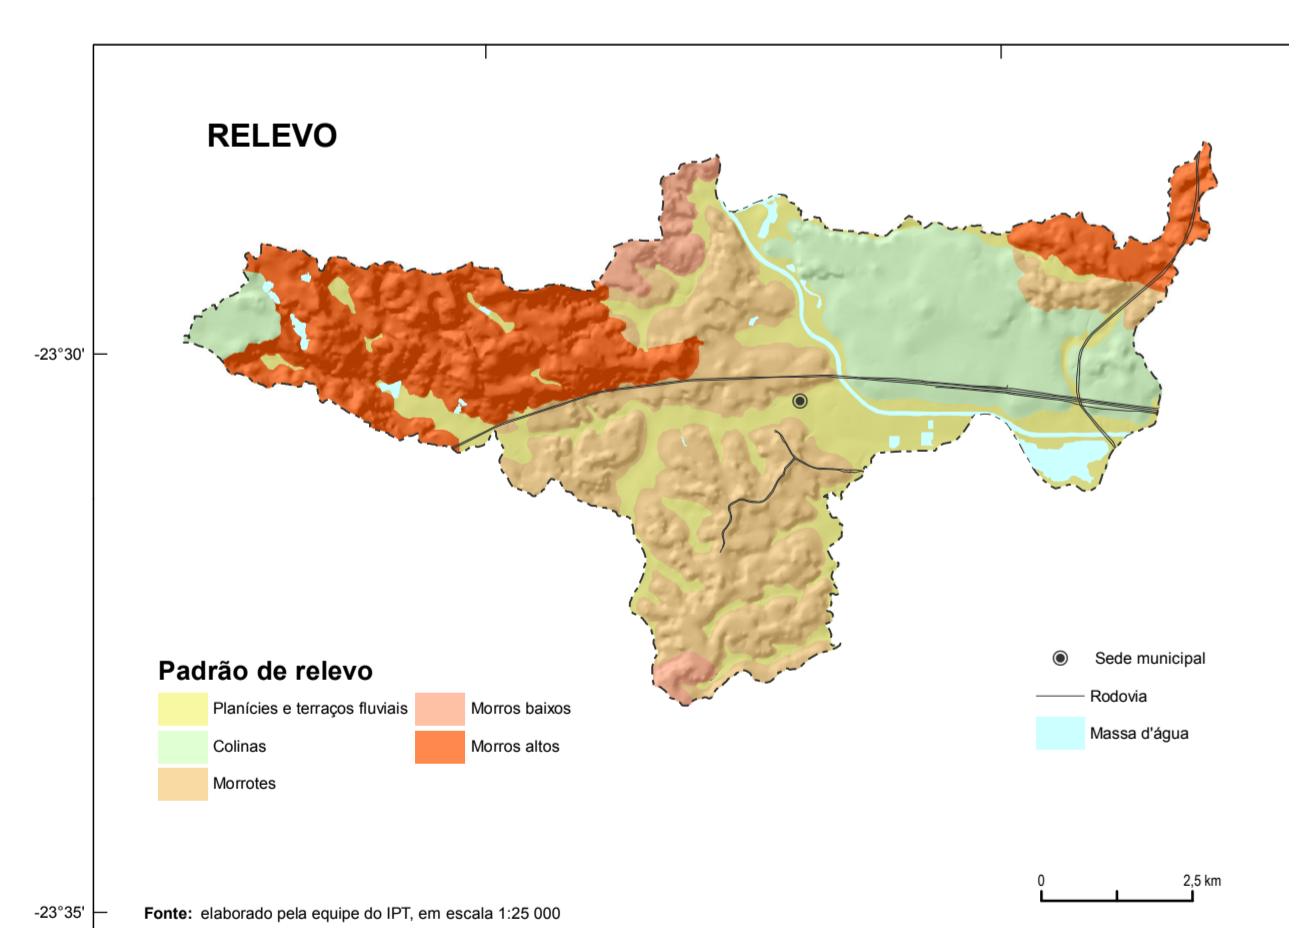 RELEVO
-23°30'
Padrão de relevo
Planícies e terraços fluviais
Colinas
Morrotes
Morros baixos
Morros altos
Sede municipal
Rodovia
Massa d'água
0 2,5 km
-23°35'
Fonte: elaborado pela equipe do IPT, em escala 1:25 000